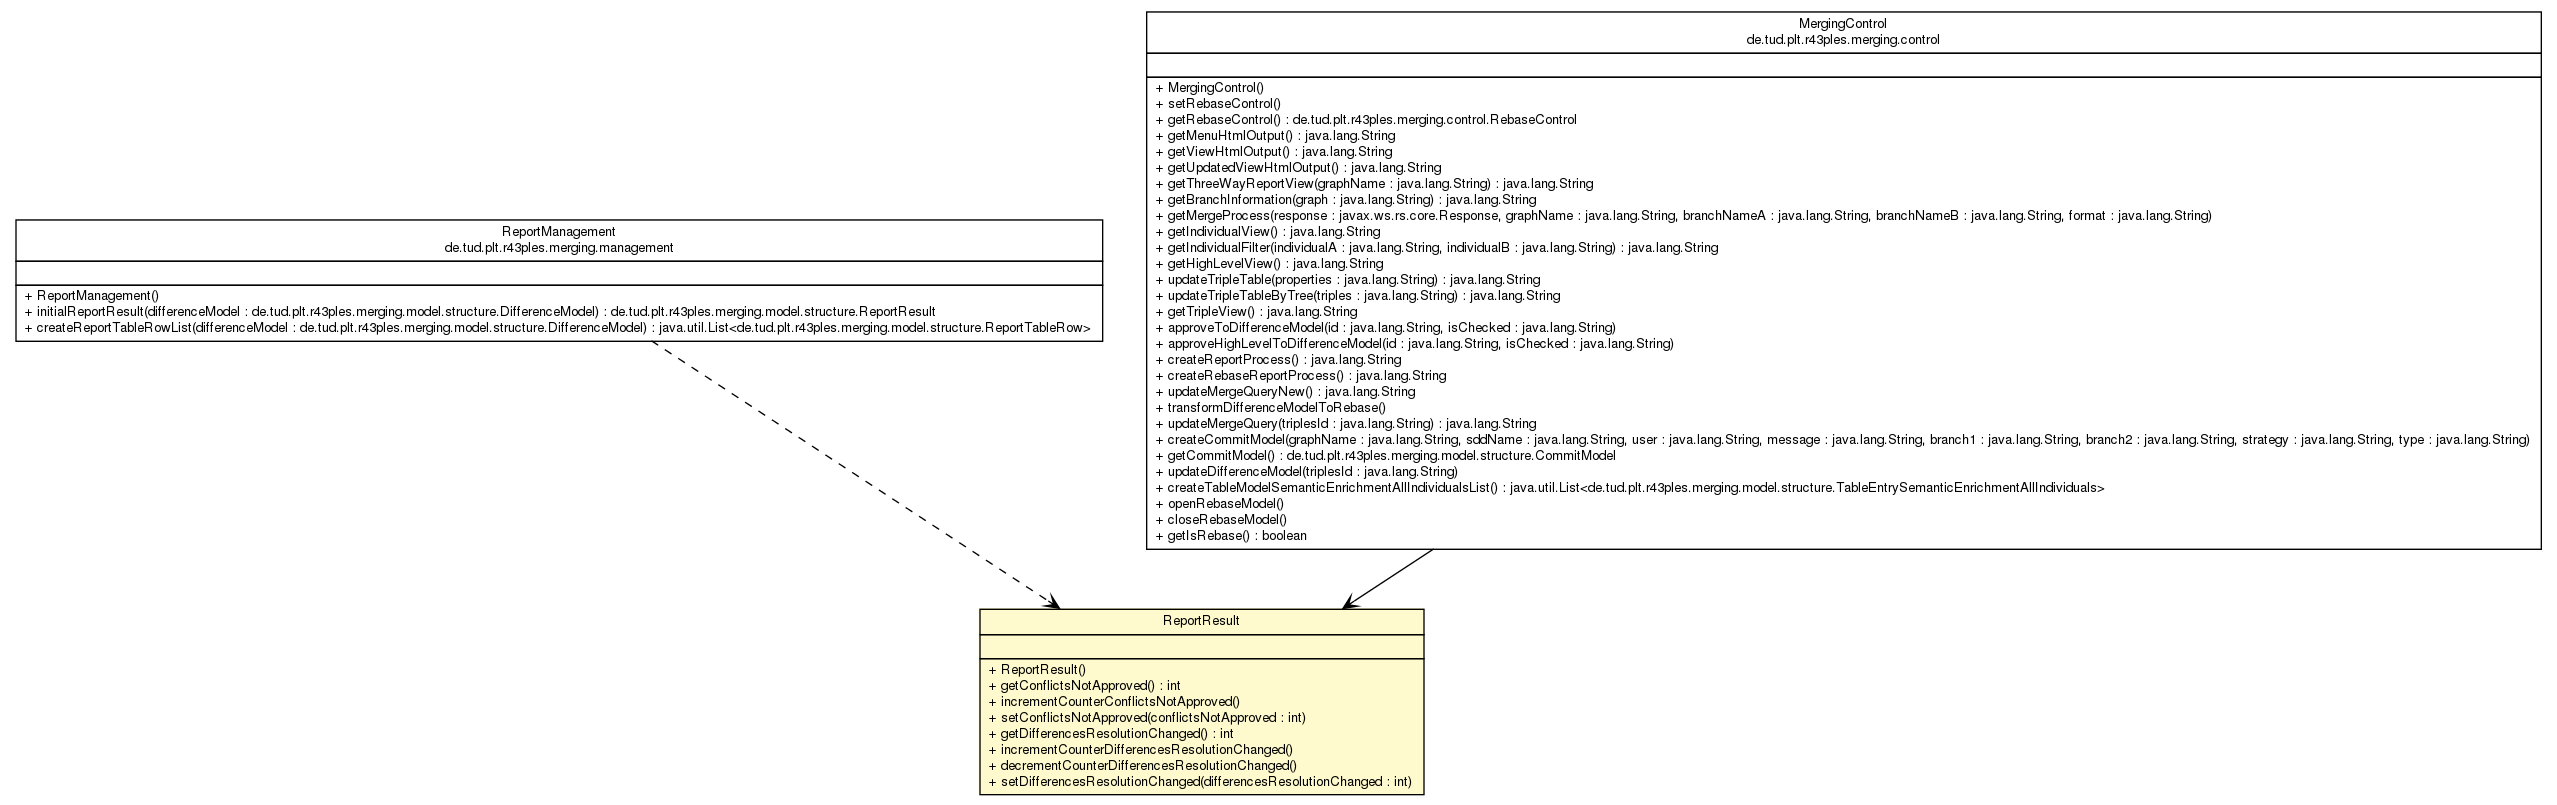 MergingControl
de.tud.plt.r43ples.merging.control
+ MergingControl()
+ setRebaseControl()
+ getRebaseControl() : de.tud.plt.r43ples.merging.control.RebaseControl
+ getMenuHtmlOutput() : java.lang.String
+ getViewHtmlOutput() : java.lang.String
+ getUpdatedViewHtmlOutput() : java.lang.String
+ getThreeWayReportView(graphName : java.lang.String) : java.lang.String
+ getBranchInformation(graph : java.lang.String) : java.lang.String
+ getMergeProcess(response : javax.ws.rs.core.Response, graphName : java.lang.String, branchNameA : java.lang.String, branchNameB : java.lang.String, format : java.lang.String)
+ getIndividualView() : java.lang.String
+ getIndividualFilter(individualA : java.lang.String, individualB : java.lang.String) : java.lang.String
+ getHighLevelView() : java.lang.String
+ updateTripleTable(properties : java.lang.String) : java.lang.String
+ updateTripleTableByTree(triples : java.lang.String) : java.lang.String
+ getTripleView() : java.lang.String
+ approveToDifferenceModel(id : java.lang.String, isChecked : java.lang.String)
+ approveHighLevelToDifferenceModel(id : java.lang.String, isChecked : java.lang.String)
+ createReportProcess() : java.lang.String
+ createRebaseReportProcess() : java.lang.String
+ updateMergeQueryNew() : java.lang.String
+ transformDifferenceModelToRebase()
+ updateMergeQuery(triplesId : java.lang.String) : java.lang.String
+ createCommitModel(graphName : java.lang.String, sddName : java.lang.String, user : java.lang.String, message : java.lang.String, branch1 : java.lang.String, branch2 : java.lang.String, strategy : java.lang.String, type : java.lang.String)
+ getCommitModel() : de.tud.plt.r43ples.merging.model.structure.CommitModel
+ updateDifferenceModel(triplesId : java.lang.String)
+ createTableModelSemanticEnrichmentAllIndividualsList() : java.util.List<de.tud.plt.r43ples.merging.model.structure.TableEntrySemanticEnrichmentAllIndividuals>
+ openRebaseModel()
+ closeRebaseModel()
+ getIsRebase() : boolean
ReportManagement
de.tud.plt.r43ples.merging.management
+ ReportManagement()
+ initialReportResult(differenceModel : de.tud.plt.r43ples.merging.model.structure.DifferenceModel) : de.tud.plt.r43ples.merging.model.structure.ReportResult
+ createReportTableRowList(differenceModel : de.tud.plt.r43ples.merging.model.structure.DifferenceModel) : java.util.List<de.tud.plt.r43ples.merging.model.structure.ReportTableRow>
ReportResult
+ ReportResult()
+ getConflictsNotApproved() : int
+ incrementCounterConflictsNotApproved()
+ setConflictsNotApproved(conflictsNotApproved : int)
+ getDifferencesResolutionChanged() : int
+ incrementCounterDifferencesResolutionChanged()
+ decrementCounterDifferencesResolutionChanged()
+ setDifferencesResolutionChanged(differencesResolutionChanged : int)